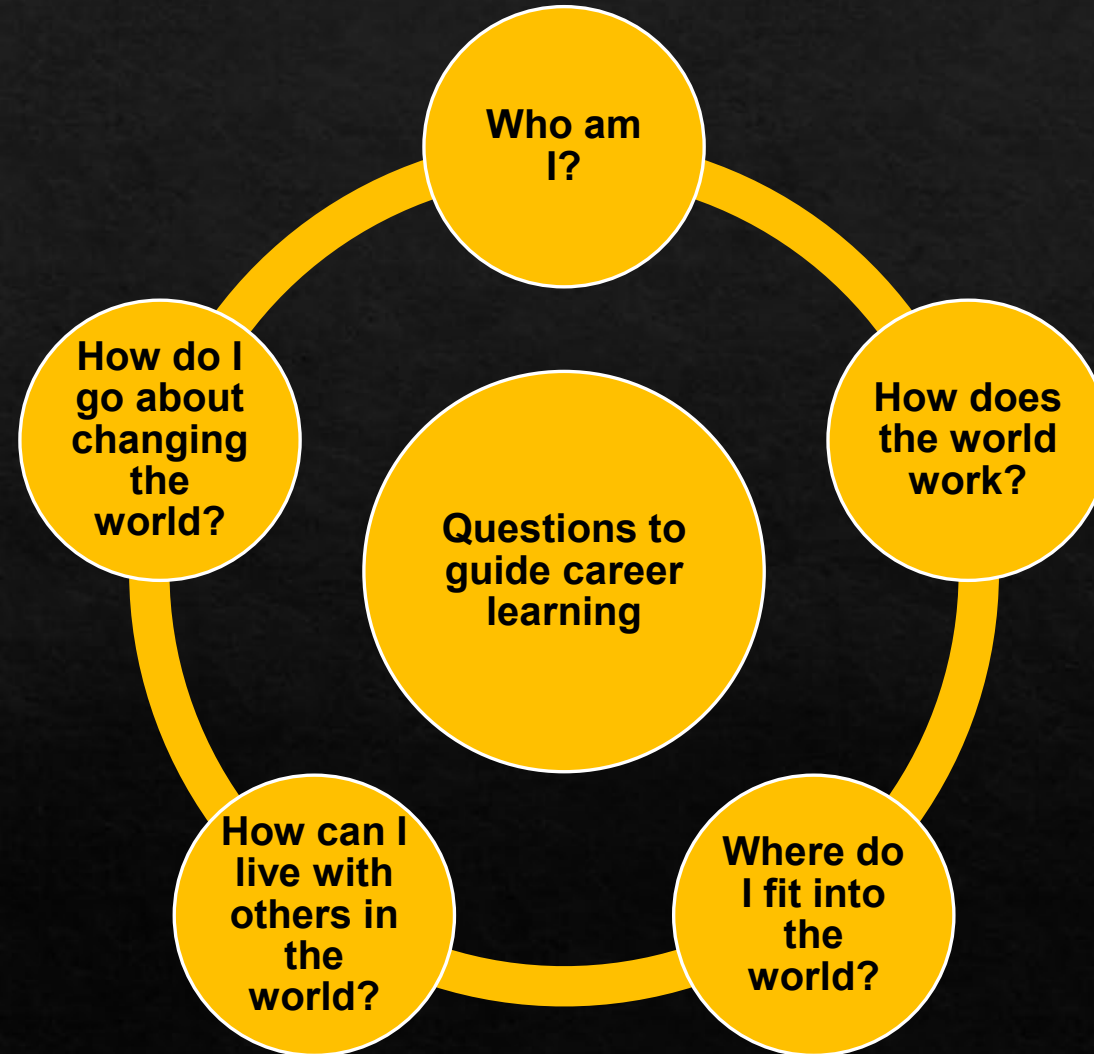 Who am
I?
How does
the world
work?
Where do
I fit into
the
world?
How can I
live with
others in
the
world?
How do I
go about
changing
the
world?
Questions to
guide career
learning